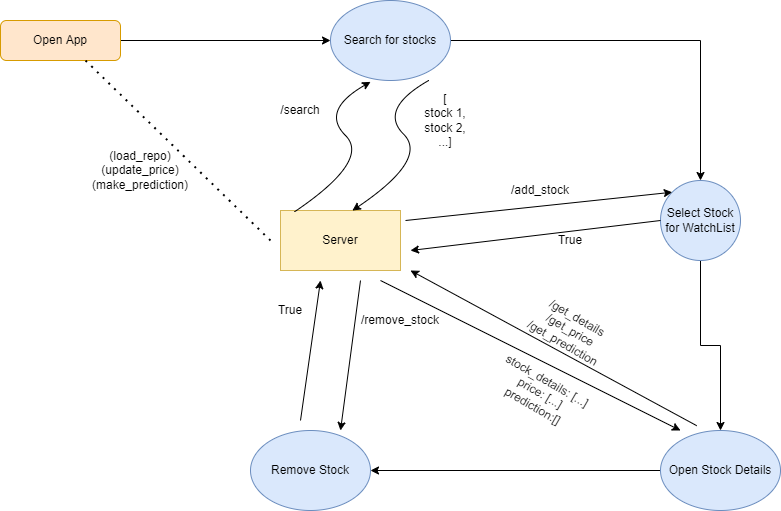 Open App
Search for stocks
/search
[
stock 1,
stock 2,
...]
(load_repo)
(update_price)
(make_prediction)
/add_stock
Select Stock
for WatchList
Server
True
True
/remove_stock
/get_details
/get_price
/get_prediction
stock_details: [...]
price: [...]
prediction:[]
Remove Stock
Open Stock Details